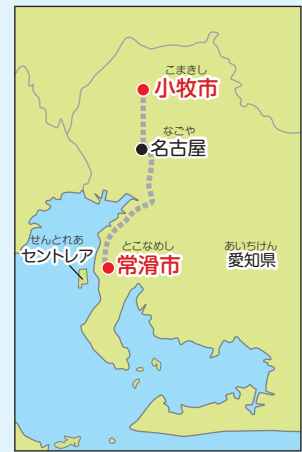 こまきし
小牧市
なごや
名古屋
せんとれあ
セントレア
とこなめし
常滑市
あいちけん
愛知県